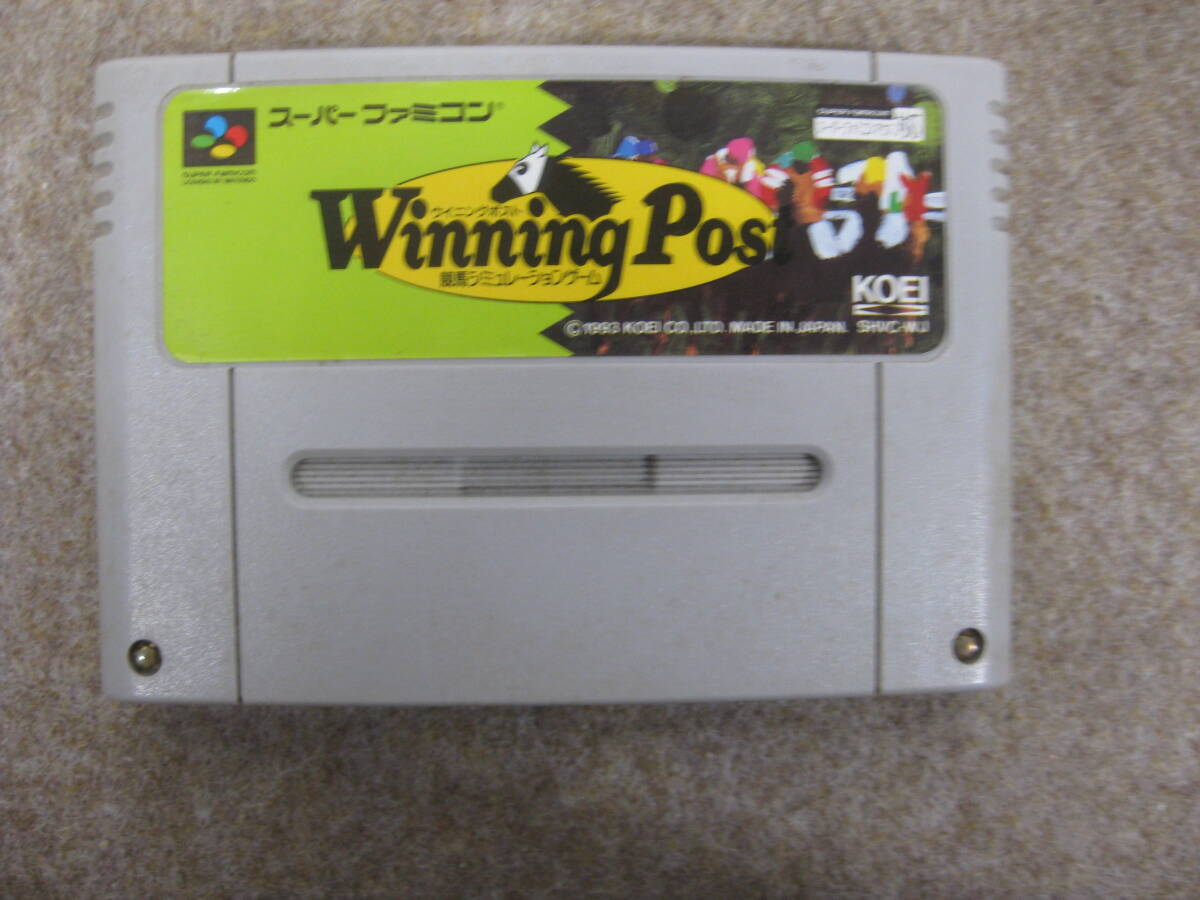 スーパーファミコン®
ウイニングポスト
Winning Post
競馬シミュレーションゲーム
KOEI
©1993 KOEI CO.,LTD. MADE IN JAPAN. SHVC-WJ